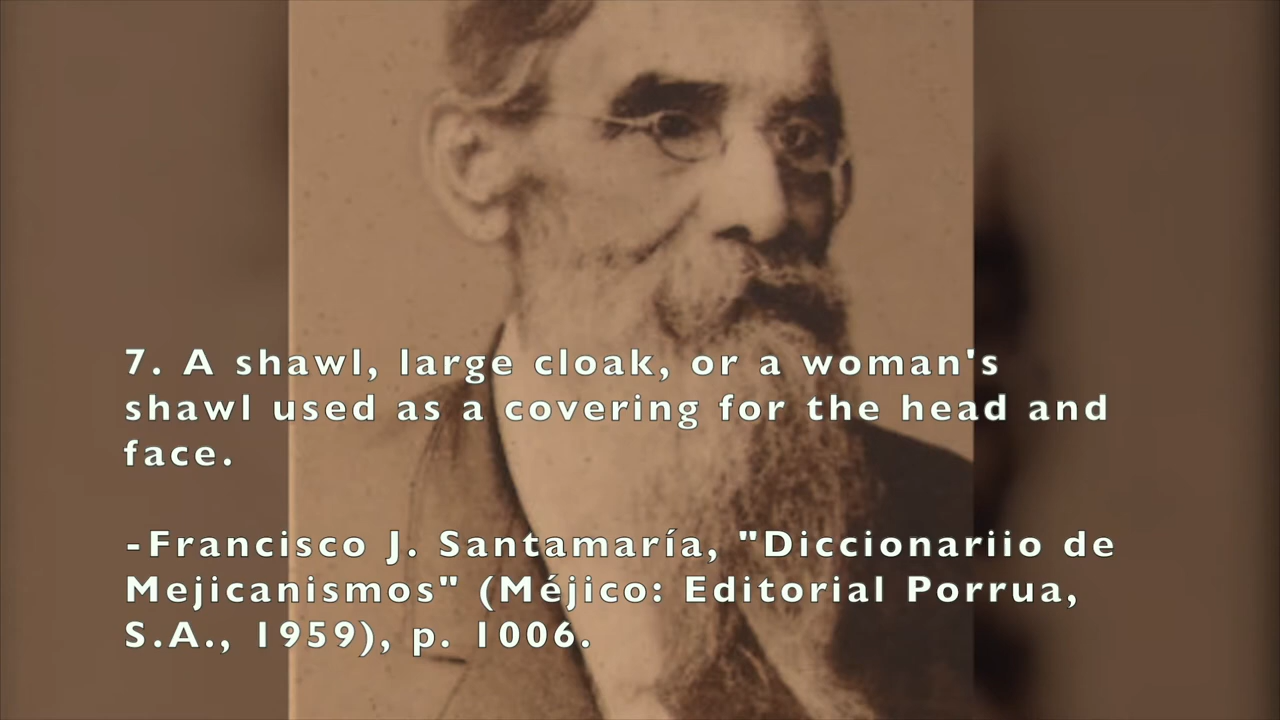 7. A shawl, large cloak, or a woman's
shawl used as a covering for the head and
face.
-Francisco J. Santamaría, "Diccionariio de
Mejicanismos" (Méjico: Editorial Porrua,
S.A., 1959), p. 1006.